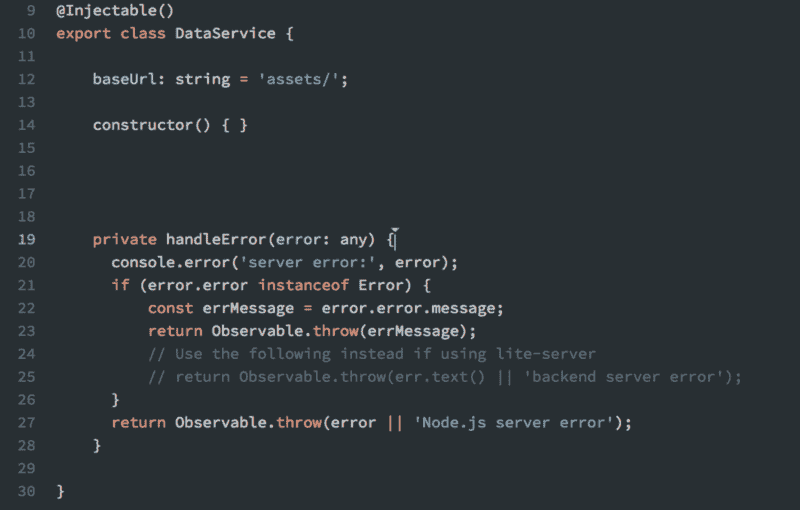 9 @Injectable()
10 export class DataService {
11
12 baseUrl: string = 'assets/';
13
14 constructor() { }
15
16
17
18
19 private handleError(error: any) {
20 console.error('server error:', error);
21 if (error.error instanceof Error) {
22 const errMessage = error.error.message;
23 return Observable.throw(errMessage);
24 // Use the following instead if using lite-server
25 // return Observable.throw(err.text() || 'backend server error');
26 }
27 return Observable.throw(error || 'Node.js server error');
28 }
29
30 }